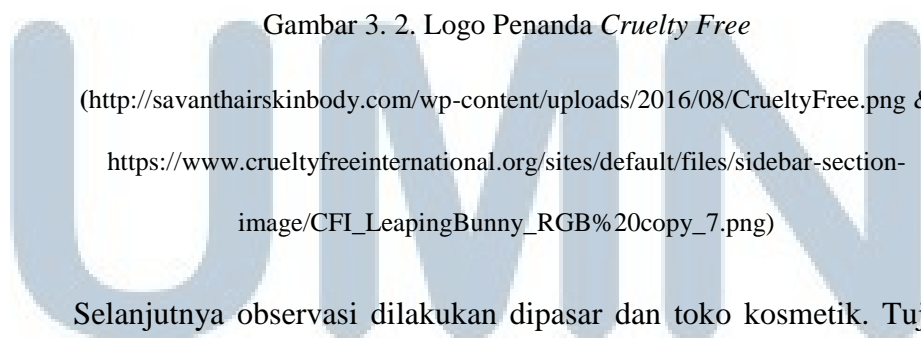 Gambar 3. 2. Logo Penanda Cruelty Free
(http://savanthairskinbody.com/wp-content/uploads/2016/08/CrueltyFree.png &
https://www.crueltyfreeinternational.org/sites/default/files/sidebar-section-
image/CFI_LeapingBunny_RGB%20copy_7.png)
Selanjutnya observasi dilakukan dipasar dan toko kosmetik.
UMN